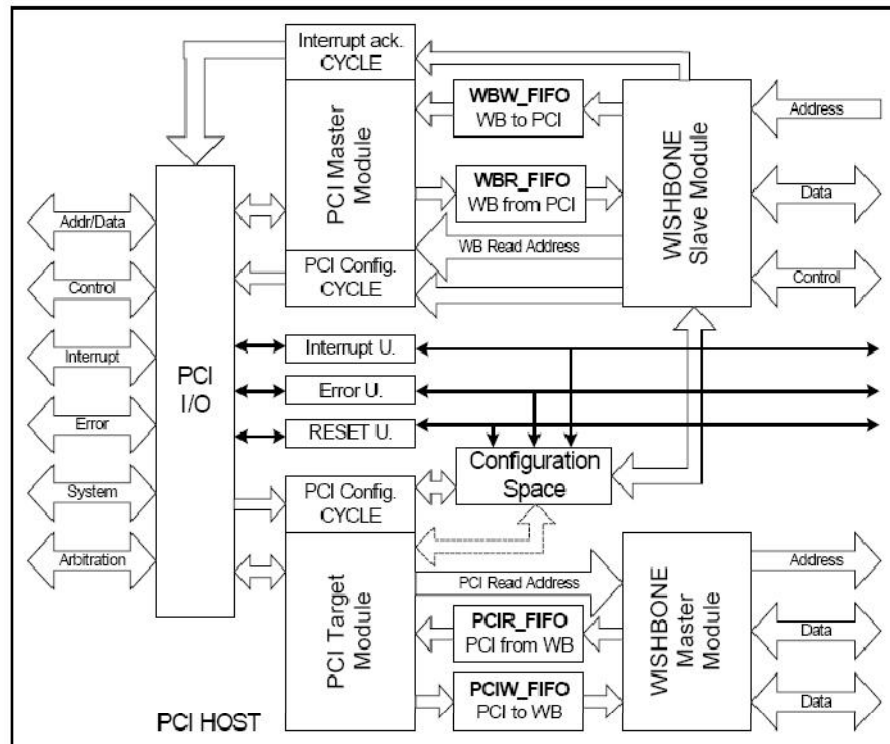 Interrupt ack.
CYCLE
WBW_FIFO
WB to PCI
Address
PCI Master
Module
WISHBONE
Slave Module
WBR_FIFO
WB from PCI
Data
Addr/Data
WB Read Address
PCI Config.
CYCLE
Control
Control
Interrupt U.
Interrupt
PCI
I/O
Error U.
Error
RESET U.
Configuration
Space
PCI Config.
CYCLE
System
Arbitration
PCI Read Address
Address
PCI Target
Module
WISHBONE
Master
Module
PCIR_FIFO
PCI from WB
Data
PCIW_FIFO
PCI to WB
Data
PCI HOST